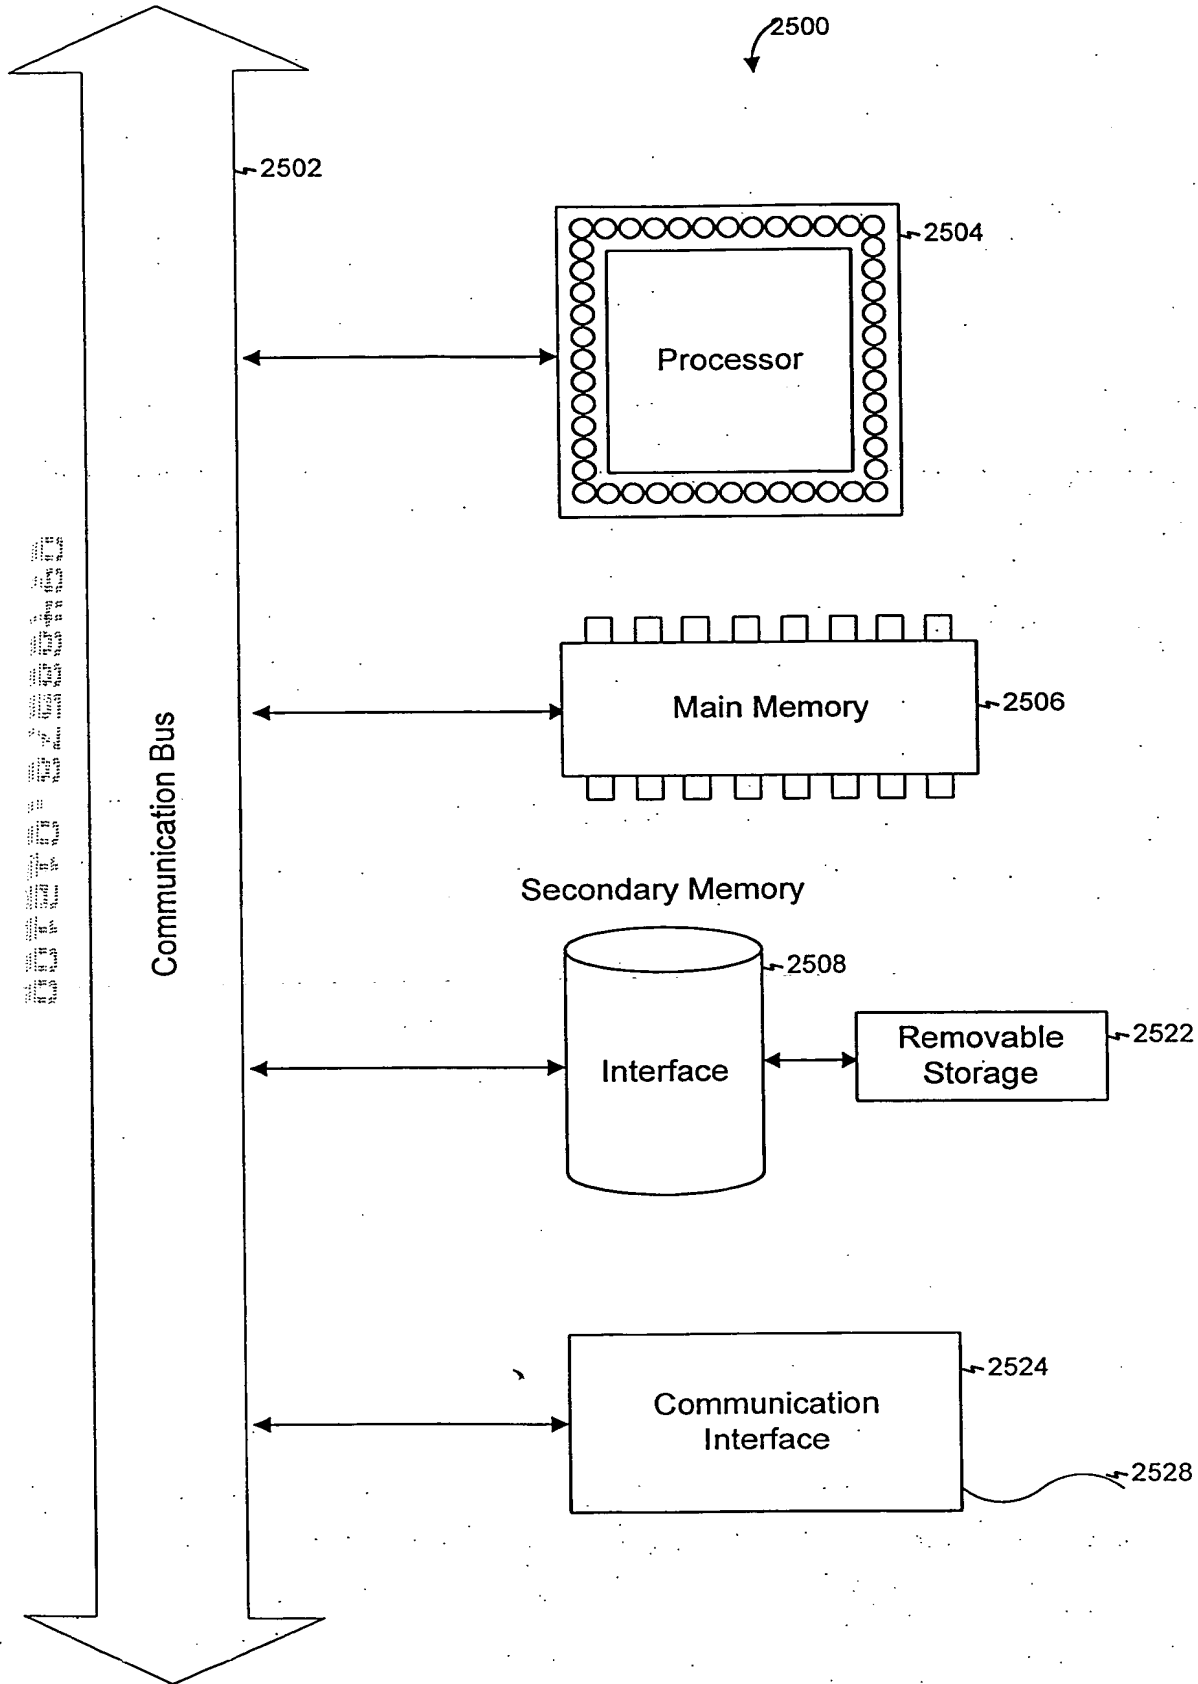 2500
2502
2504
Processor
Main Memory
2506
Communication Bus
Secondary Memory
2508
Interface
Removable
Storage
2522
2524
Communication
Interface
2528